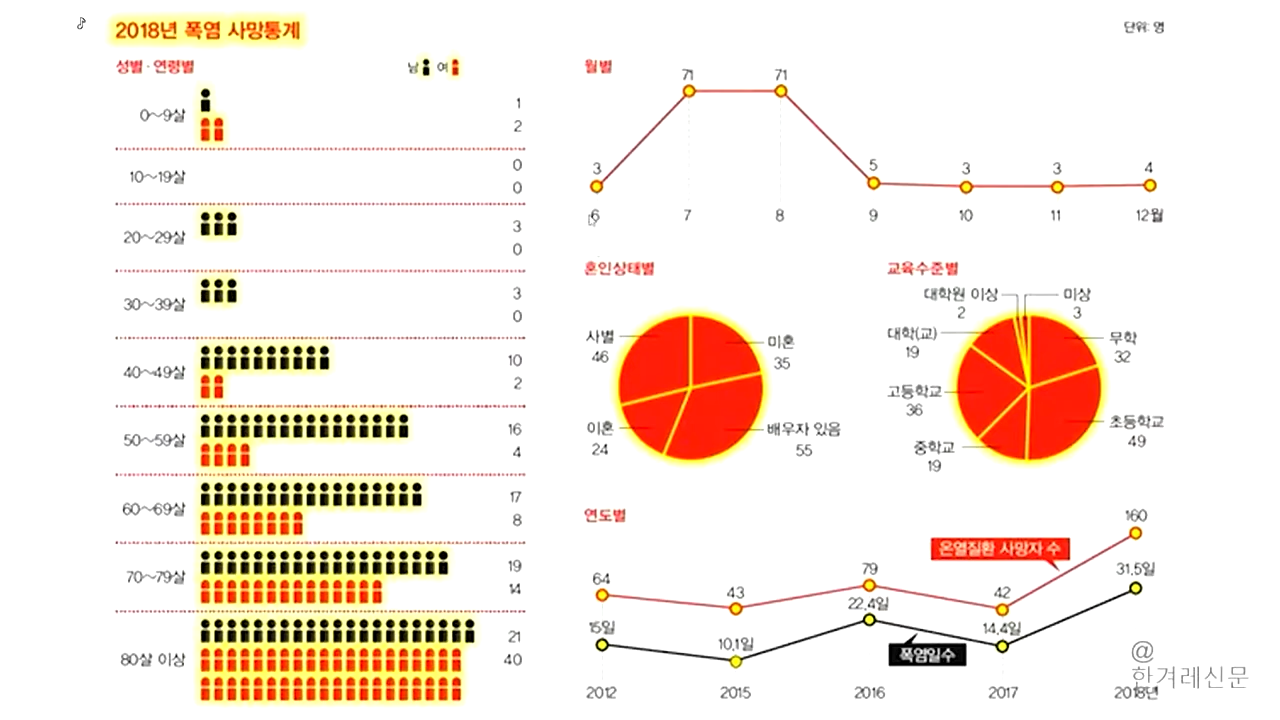 2018년 폭염 사망통계
단위: 명
성별·연령별
남 여
0~9살
1
2
10~19살
0
0
20~29살
3
0
30~39살
3
0
40~49살
10
2
50~59살
16
4
60~69살
17
8
70~79살
19
14
80살 이상
21
40
월별
3 71 71 5 3 3 4
6 7 8 9 10 11 12월
혼인상태별
사별
46
미혼
35
이혼
24
배우자 있음
55
교육수준별
대학원 이상
2
미상
3
대학(교)
19
무학
32
고등학교
36
초등학교
49
중학교
19
연도별
온열질환 사망자 수
64 43 79 42 160
15일 10.1일 22.4일 14.4일 31.5일
폭염일수
2012 2015 2016 2017 2018년
@
한겨레신문